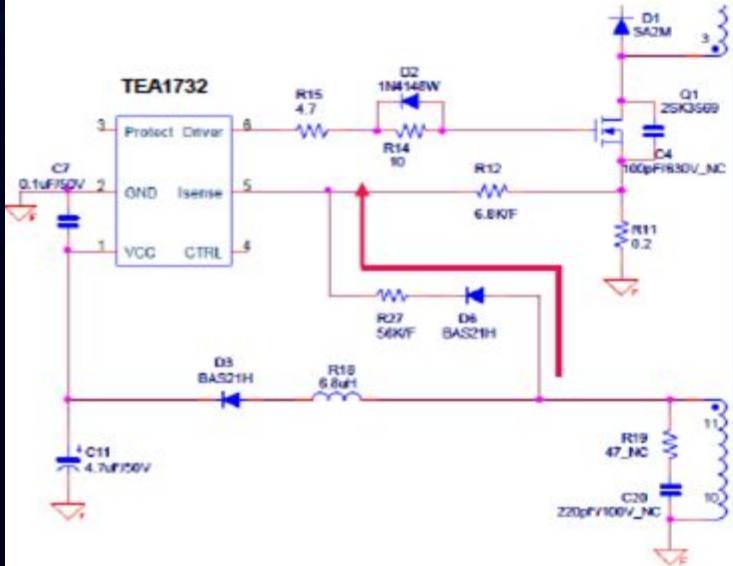 D1
SA2M
3
TEA1732
D2
1N4148W
R15
4.7
Q1
2SK3569
3 Protect Driver 6
R14
10
C4
100pF/630V_NC
C7
0.1uF/50V
R12
2 GND Isense 5
6.8K/F
R11
0.2
1 VCC CTRL 4
R27
56K/F
D6
BAS21H
D3
BAS21H
R18
6.8uH
11
R19
47_NC
+ C11
4.7uF/50V
C20
220pF/100V_NC
10